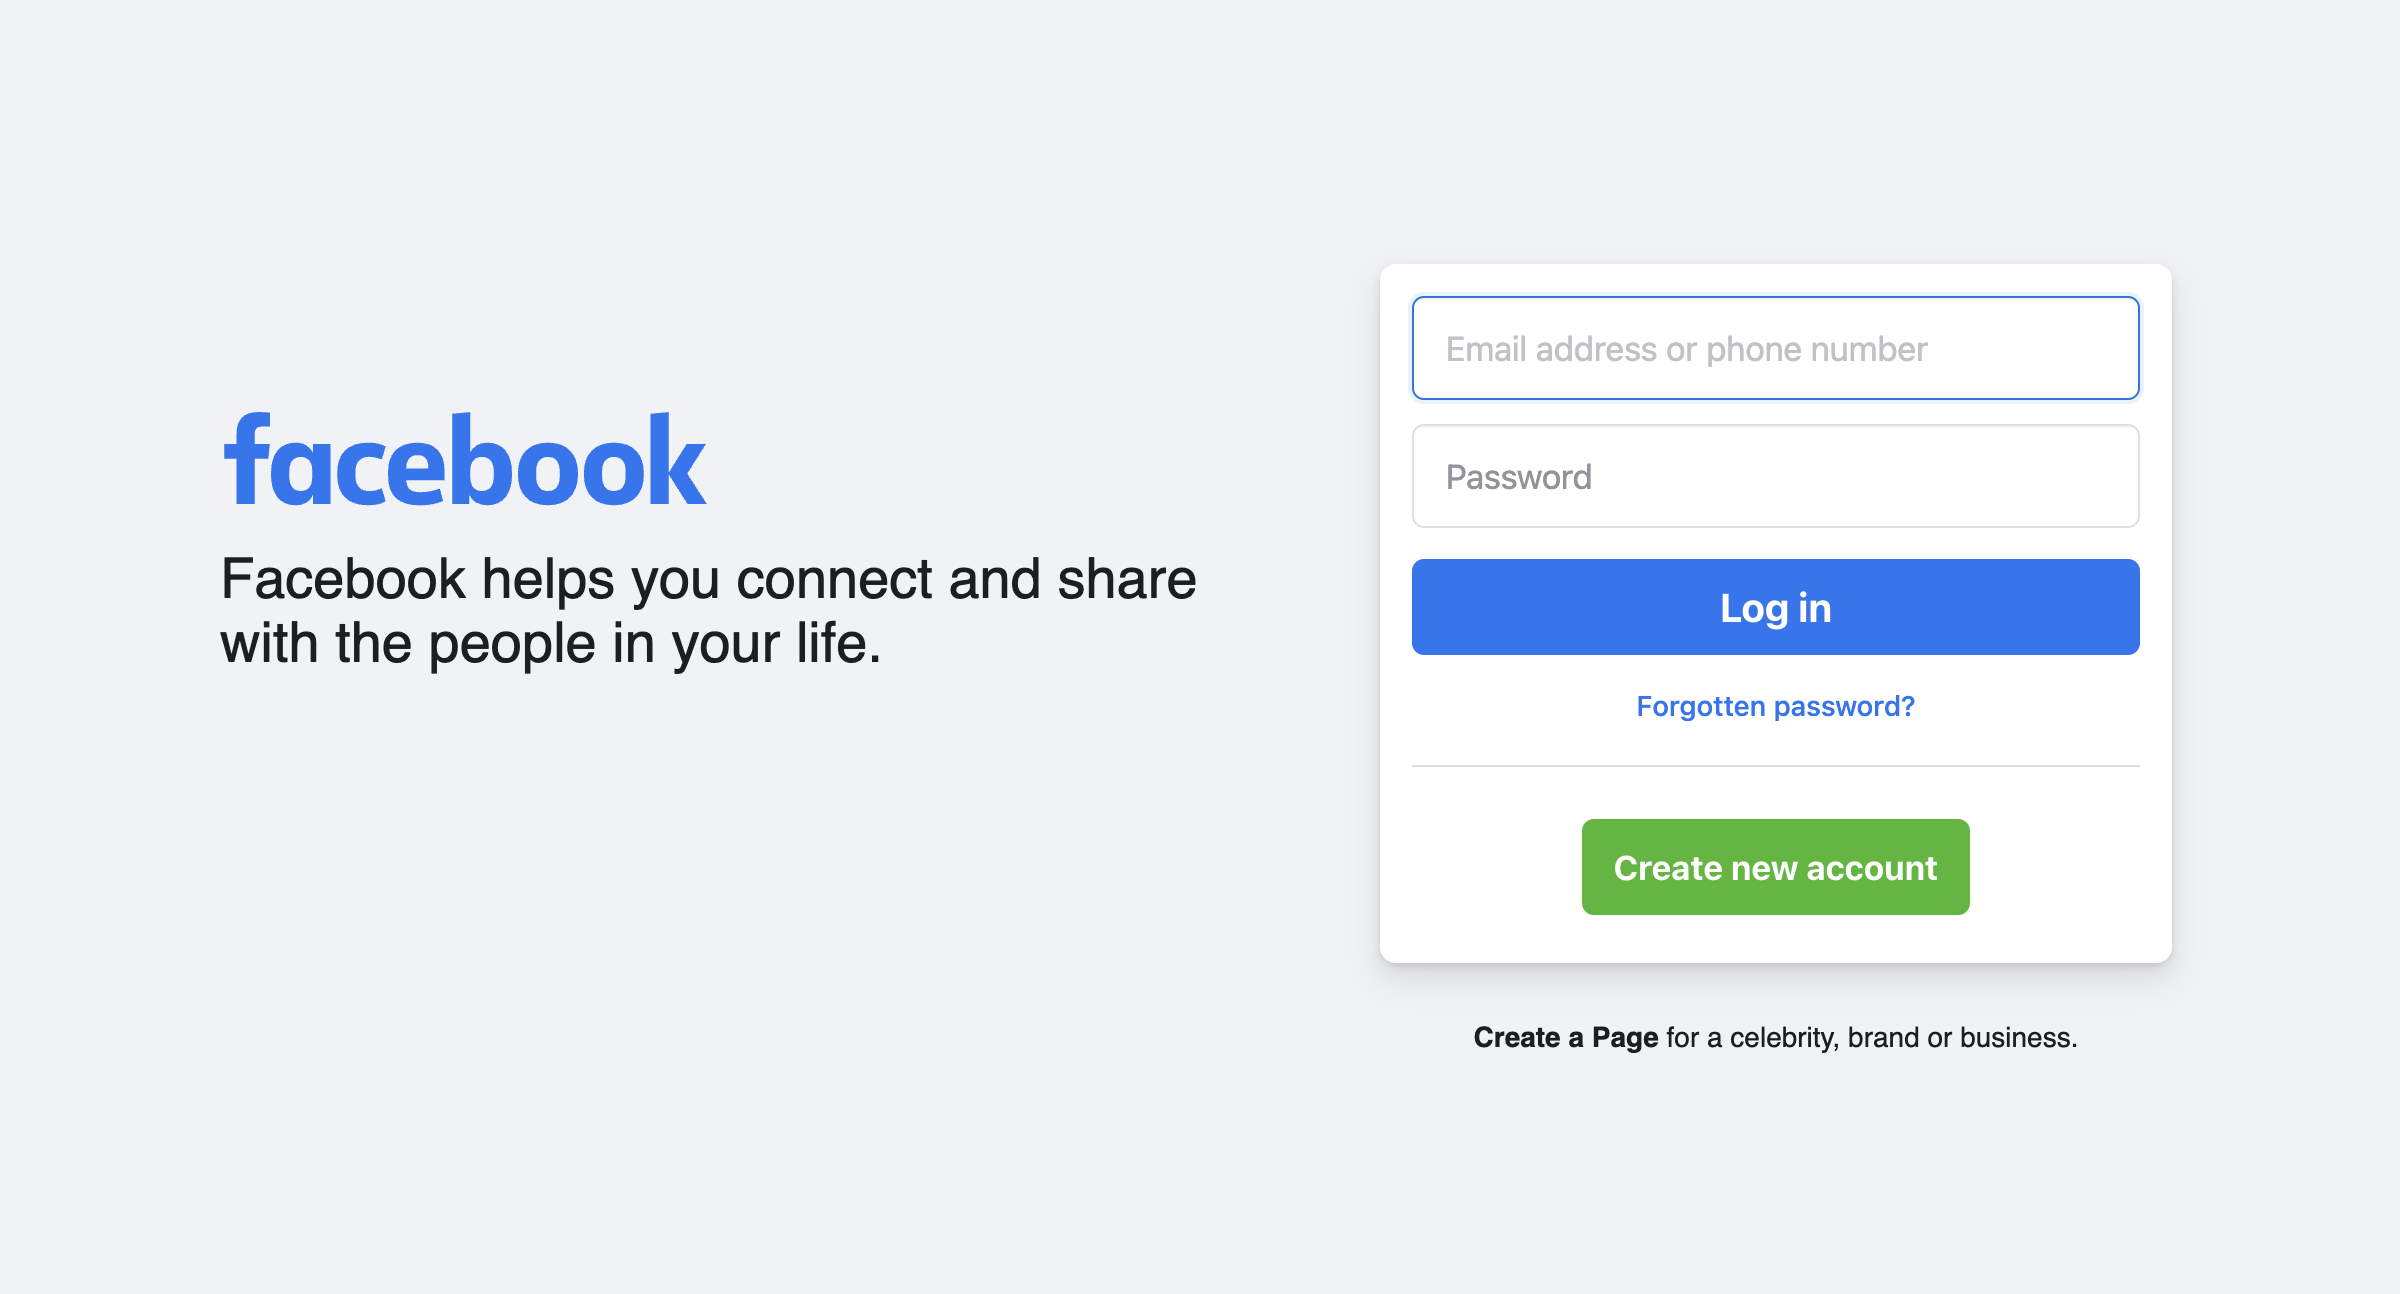 facebook
Facebook helps you connect and share
with the people in your life.
Email address or phone number
Password
Log in
Forgotten password?
Create new account
Create a Page for a celebrity, brand or business.